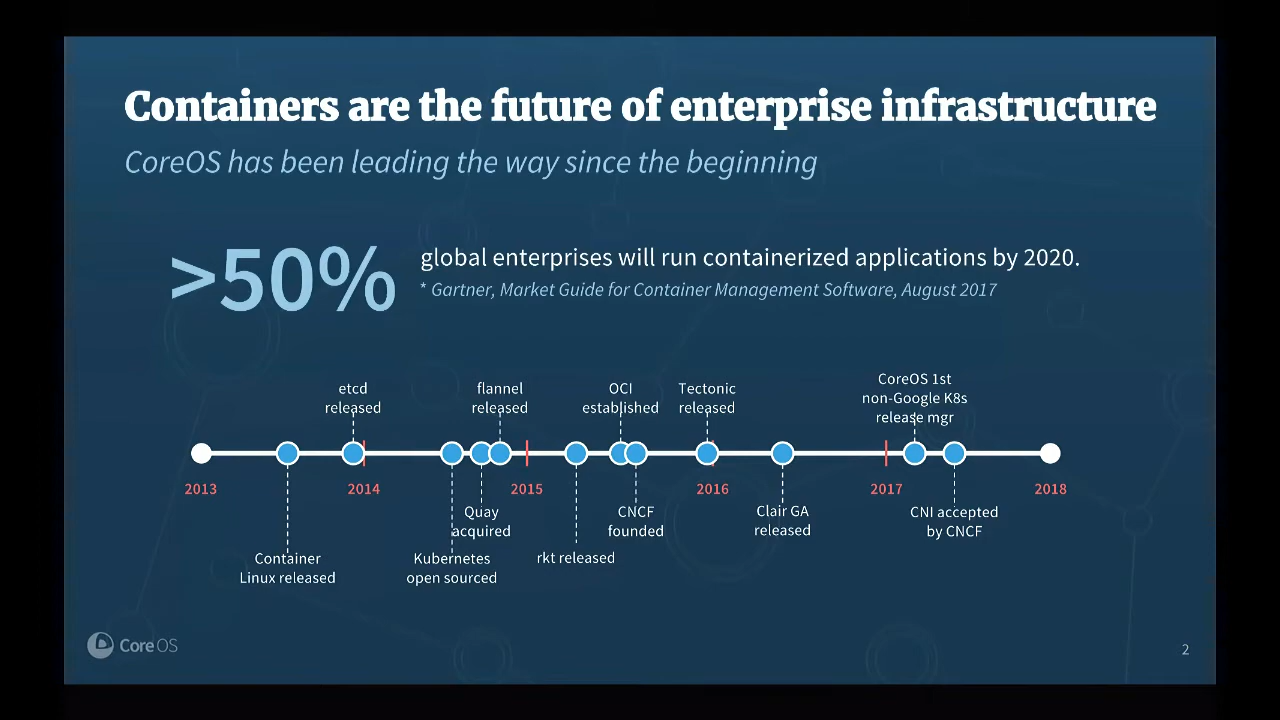 Containers are the future of enterprise infrastructure
CoreOS has been leading the way since the beginning
>50%
global enterprises will run containerized applications by 2020.
* Gartner, Market Guide for Container Management Software, August 2017
etcd
released
flannel
released
OCI
established
Tectonic
released
CoreOS 1st
non-Google K8s
release mgr
2013
2014
2015
2016
2017
2018
Container
Linux released
Kubernetes
open sourced
Quay
acquired
rkt released
CNCF
founded
Clair GA
released
CNI accepted
by CNCF
CoreOS
2